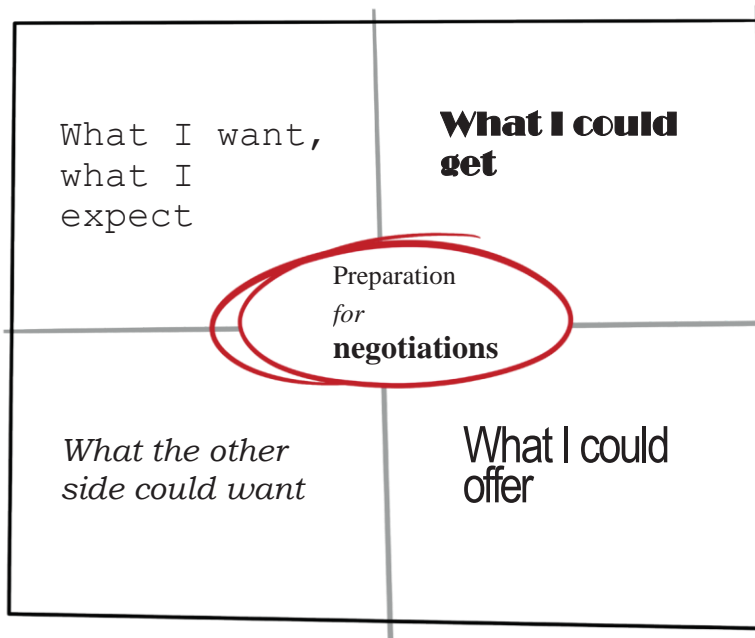 What I want,
what I
expect
What I could
get
Preparation
for
negotiations
What the other
side could want
What I could
offer